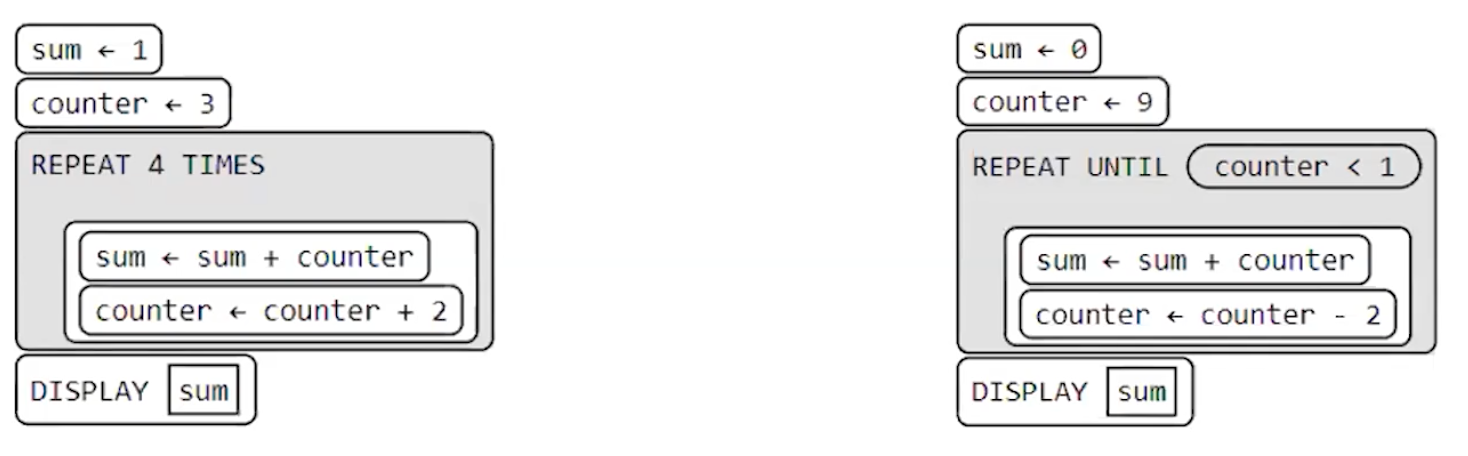 sum ← 1
counter ← 3
REPEAT 4 TIMES
sum ← sum + counter
counter ← counter + 2
DISPLAY sum
sum ← 0
counter ← 9
REPEAT UNTIL counter < 1
sum ← sum + counter
counter ← counter - 2
DISPLAY sum